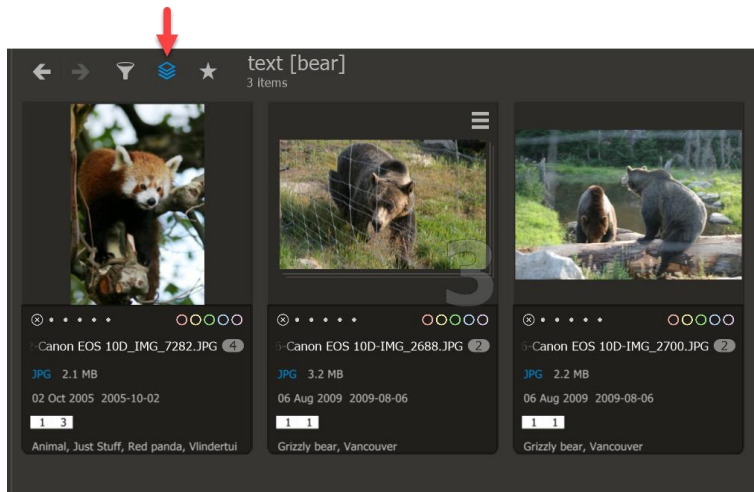 text [bear]
3 items
3
-Canon EOS 10D_IMG_7282.JPG 4
JPG 2.1 MB
02 Oct 2005 2005-10-02
1 3
Animal, Just Stuff, Red panda, Vlindertui
-Canon EOS 10D-IMG_2688.JPG 2
JPG 3.2 MB
06 Aug 2009 2009-08-06
1 1
Grizzly bear, Vancouver
-Canon EOS 10D-IMG_2700.JPG 2
JPG 2.2 MB
06 Aug 2009 2009-08-06
1 1
Grizzly bear, Vancouver